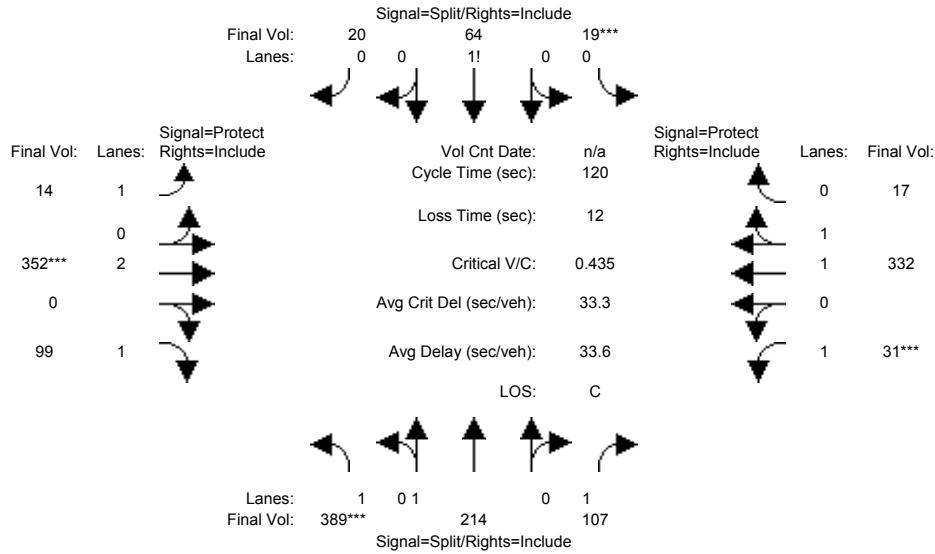 Signal=Split/Rights=Include
Final Vol: 20 64 19***
Lanes: 0 0 1! 0 0
Signal=Protect Signal=Protect
Final Vol: Lanes: Rights=Include Vol Cnt Date: n/a Rights=Include Lanes: Final Vol:
Cycle Time (sec): 120
14 1 0 17
Loss Time (sec): 12
0 1
352*** 2 Critical V/C: 0.435 1 332
0 Avg Crit Del (sec/veh): 33.3 0
99 1 Avg Delay (sec/veh): 33.6 1 31***
LOS: C
Lanes: 1 0 1 0 1
Final Vol: 389*** 214 107
Signal=Split/Rights=Include